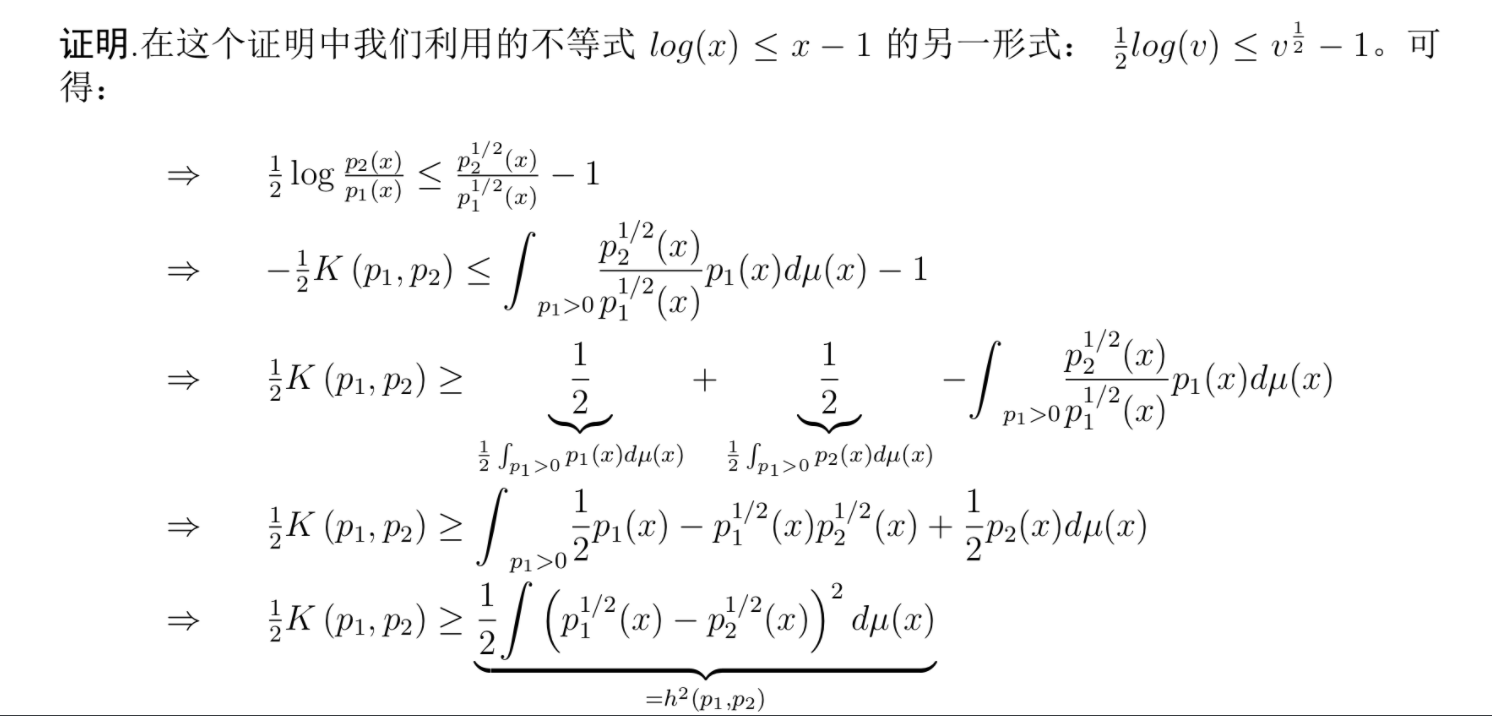 证明.在这个证明中我们利用的不等式 $log(x) \leq x - 1$ 的另一形式： $\frac{1}{2}log(v) \leq v^{\frac{1}{2}} - 1$。可
得：
$\Rightarrow \quad \frac{1}{2} \log \frac{p_2(x)}{p_1(x)} \leq \frac{p_2^{1/2}(x)}{p_1^{1/2}(x)} - 1$
$\Rightarrow \quad -\frac{1}{2} K(p_1, p_2) \leq \int_{p_1>0} \frac{p_2^{1/2}(x)}{p_1^{1/2}(x)} p_1(x) d\mu(x) - 1$
$\Rightarrow \quad \frac{1}{2} K(p_1, p_2) \geq \underbrace{\frac{1}{2}}_{\frac{1}{2} \int_{p_1>0} p_1(x) d\mu(x)} + \underbrace{\frac{1}{2}}_{\frac{1}{2} \int_{p_1>0} p_2(x) d\mu(x)} - \int_{p_1>0} \frac{p_2^{1/2}(x)}{p_1^{1/2}(x)} p_1(x) d\mu(x)$
$\Rightarrow \quad \frac{1}{2} K(p_1, p_2) \geq \int_{p_1>0} \frac{1}{2} p_1(x) - p_1^{1/2}(x) p_2^{1/2}(x) + \frac{1}{2} p_2(x) d\mu(x)$
$\Rightarrow \quad \frac{1}{2} K(p_1, p_2) \geq \underbrace{\frac{1}{2} \int \left( p_1^{1/2}(x) - p_2^{1/2}(x) \right)^2 d\mu(x)}_{=h^2(p_1, p_2)}$